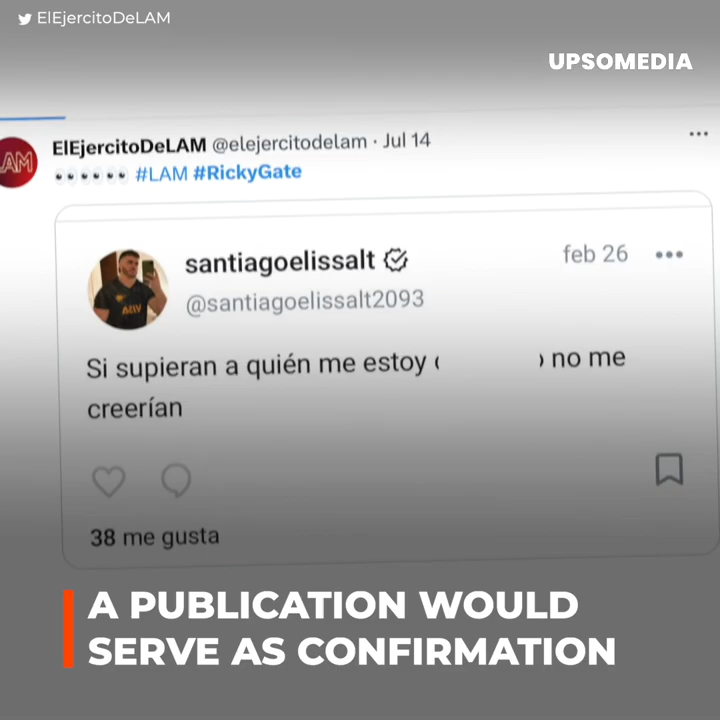 ElEjercitoDeLAM
UPSOMEDIA
ElEjercitoDeLAM @elejercitodelam · Jul 14
#LAM #RickyGate
LAM
santiagoelissalt feb 26
@santiagoelissalt2093
Si supieran a quién me estoy no me
creerían
38 me gusta
A PUBLICATION WOULD
SERVE AS CONFIRMATION